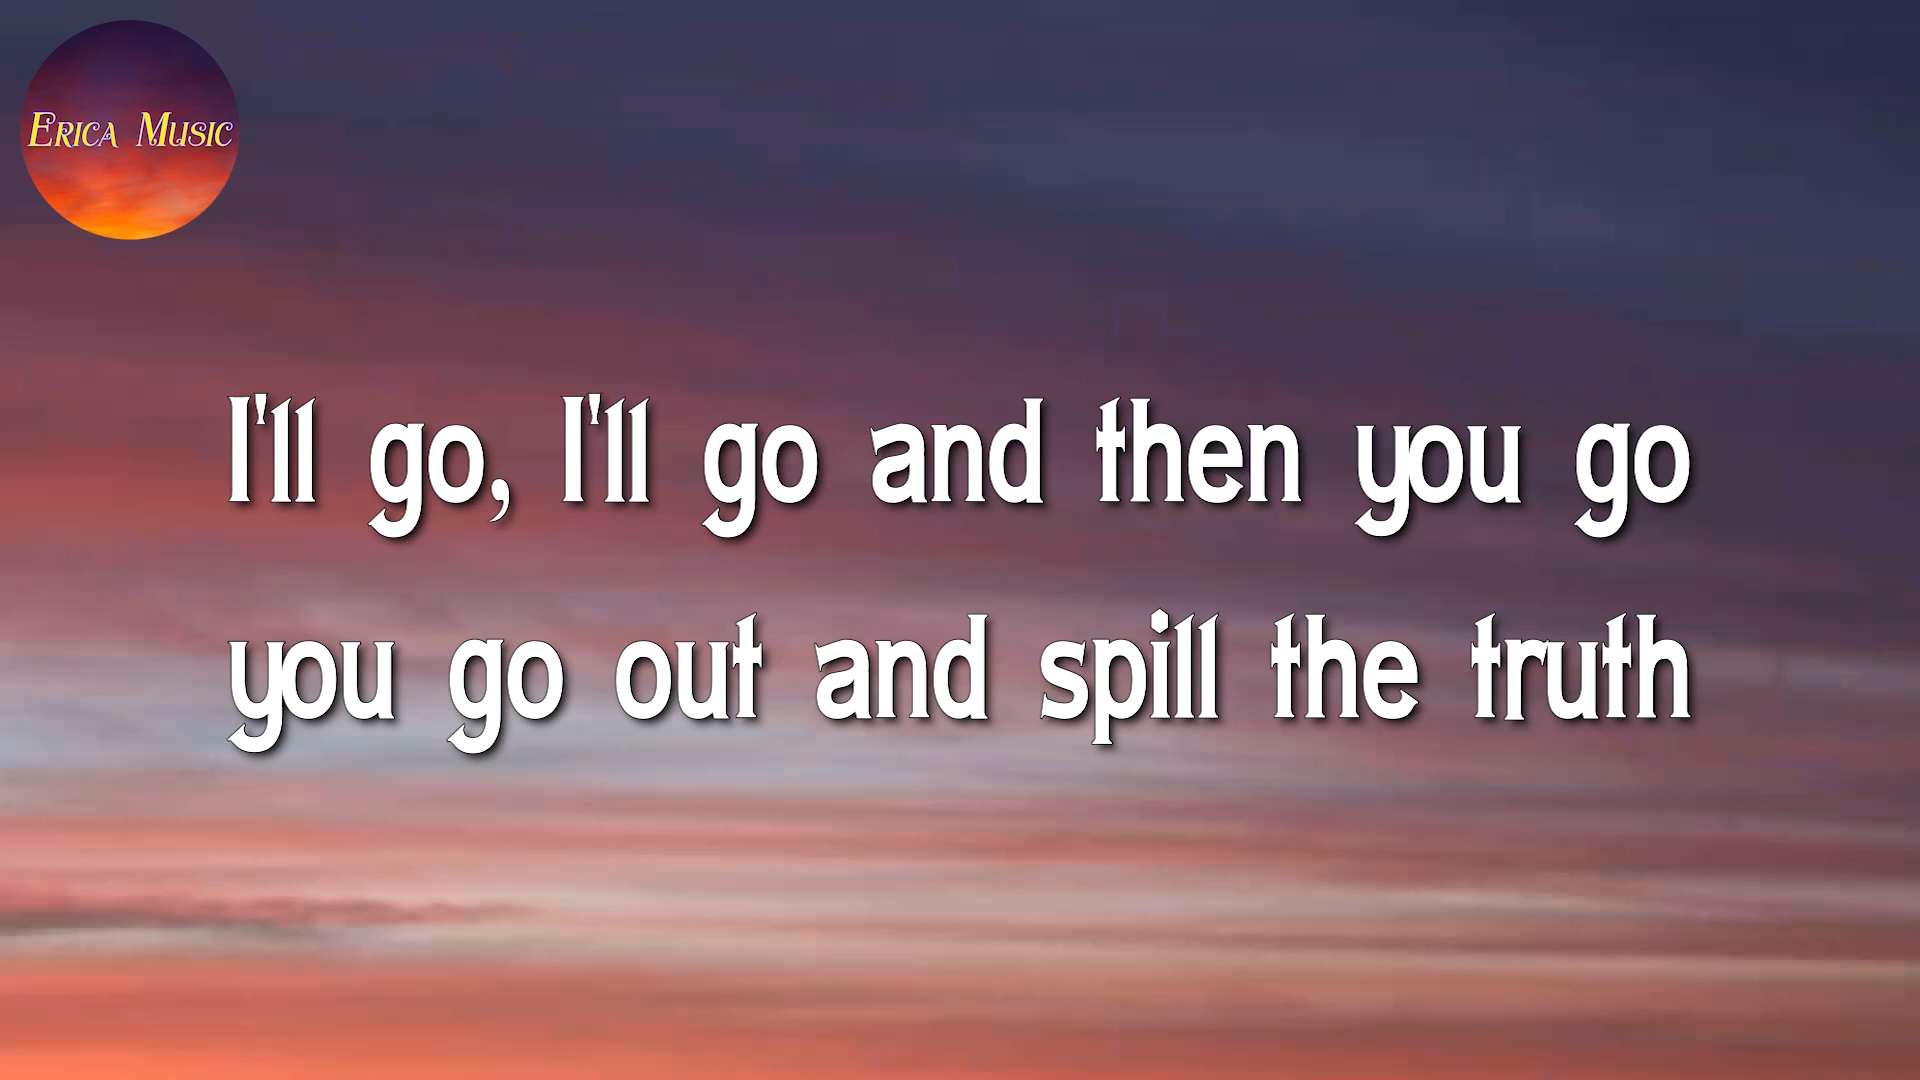 Erica Music
I'll go, I'll go and then you go
you go out and spill the truth